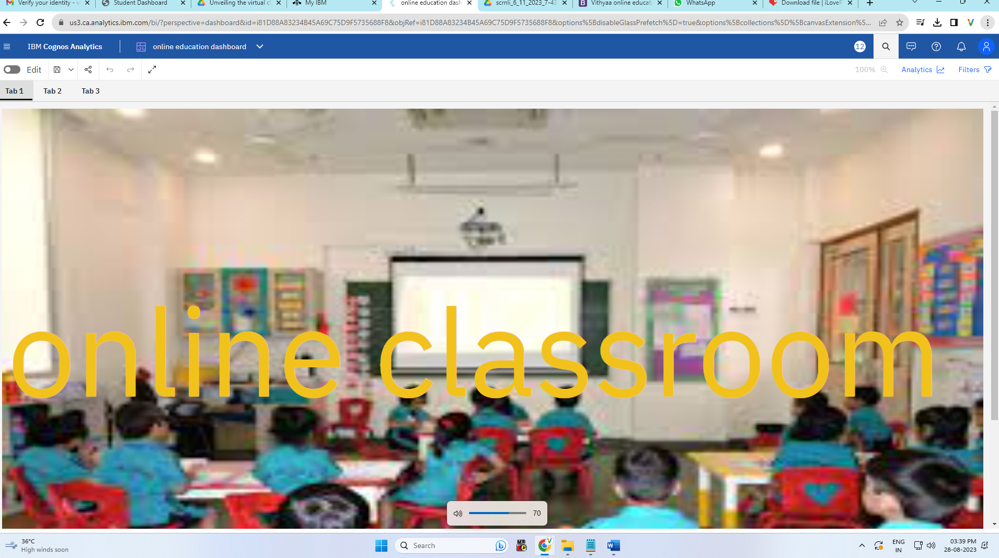 Verify your identity - v
Student Dashboard
Unveiling the virtual cl
My IBM
online education dash
scrnli_6_11_2023_7-43
Vithyaa online educati
WhatsApp
Download file | iLoveP
us3.ca.analytics.ibm.com/bi/?perspective=dashboard&id=i81D88A83234B45A69C75D9F5735688F8&objRef=i81D88A83234B45A69C75D9F5735688F8&options%5BdisableGlassPrefetch%5D=true&options%5Bcollections%5D%5BcanvasExtension%5...
IBM Cognos Analytics
online education dashboard
12
Edit
100%
Analytics
Filters
Tab 1
Tab 2
Tab 3
online classroom
70
36°C
High winds soon
Search
ENG
IN
03:39 PM
28-08-2023